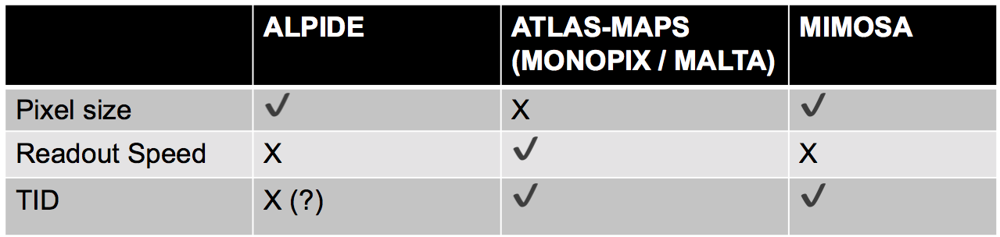 ALPIDE ATLAS-MAPS MIMOSA
(MONOPIX / MALTA)
Pixel size ✔ X ✔
Readout Speed X ✔ X
TID X (?) ✔ ✔